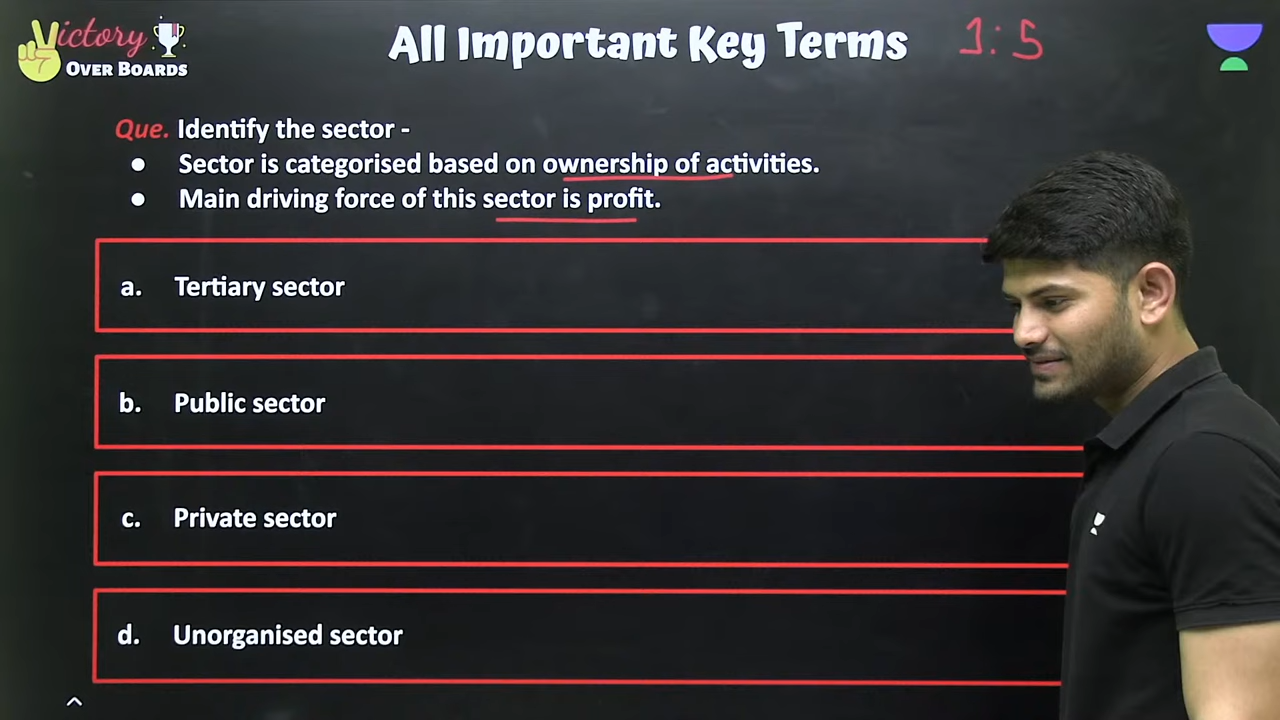 Victory
OVER BOARDS
All Important Key Terms
1:5
Que. Identify the sector -
● Sector is categorised based on ownership of activities.
● Main driving force of this sector is profit.
a. Tertiary sector
b. Public sector
c. Private sector
d. Unorganised sector